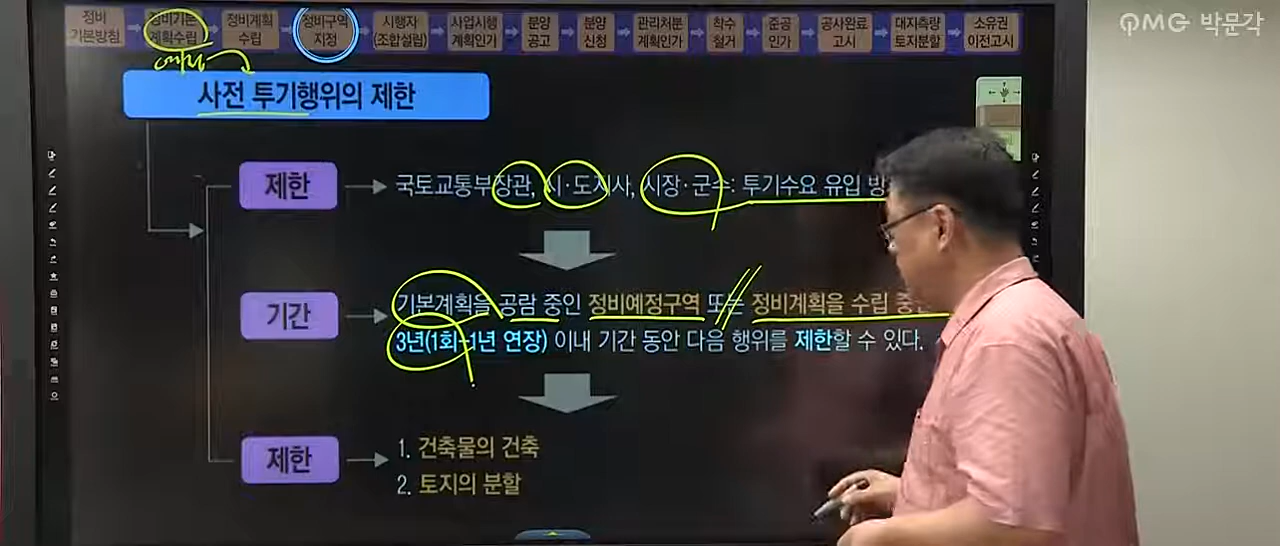 정비
기본방침
정비기본
계획수립
정비계획
수립
정비구역
지정
시행자
(조합설립)
사업시행
계획인가
분양
공고
분양
신청
관리처분
계획인가
착수
철거
준공
인가
공사완료
고시
대지측량
토지분할
소유권
이전고시
QMG 박문각
사전 투기행위의 제한
제한
국토교통부장관, 시·도지사, 시장·군수: 투기수요 유입
기간
기본계획을 공람 중인 정비예정구역 또는 정비계획을 수립
3년(1회-1년 연장) 이내 기간 동안 다음 행위를 제한할 수 있다.
제한
1. 건축물의 건축
2. 토지의 분할